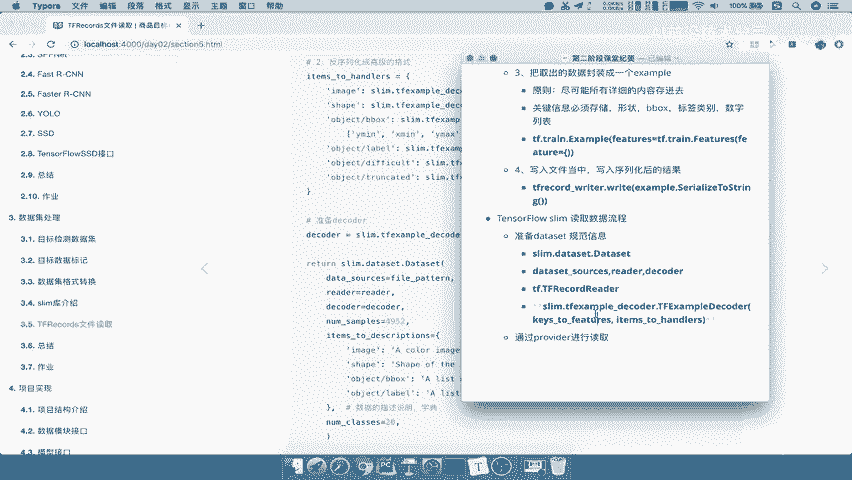 Typora 文件 编辑 段落 格式 显示 主题 窗口 帮助
100%
TFRecords文件读取 | 商品目标
localhost:4000/day02/section5.html
2.3. SPPNet
2.4. Fast R-CNN
2.5. Faster R-CNN
2.6. YOLO
2.7. SSD
2.8. TensorFlowSSD接口
2.9. 总结
2.10. 作业
3. 数据集处理
3.1. 目标检测数据集
3.2. 目标数据标记
3.3. 数据集格式转换
3.4. slim库介绍
3.5. TFRecords文件读取
3.6. 总结
3.7. 作业
4. 项目实现
4.1. 项目结构介绍
4.2. 数据模块接口
4.3. 模型接口
# 2、反序列化成高级的格式
items_to_handlers = {
'image': slim.tfexample_deco
'shape': slim.tfexample_deco
'object/bbox': slim.tfexampl
['ymin', 'xmin', 'ymax'
'object/label': slim.tfexamp
'object/difficult': slim.tfe
'object/truncated': slim.tfe
}
# 准备decoder
decoder = slim.tfexample_decode
return slim.dataset.Dataset(
data_sources=file_pattern,
reader=reader,
decoder=decoder,
num_samples=4952,
items_to_descriptions={
'image': 'A color image
'shape': 'Shape of the
'object/bbox': 'A list
'object/label': 'A list
}, # 数据的描述说明，字典
num_classes=20,
)
第二阶段课堂纪要 — 已编辑
3、把取出的数据封装成一个example
原则：尽可能所有详细的内容存进去
关键信息必须存储，形状，bbox，标签类别，数字
列表
tf.train.Example(features=tf.train.Features(fe
ature={}))
4、写入文件当中，写入序列化后的结果
tfrecord_writer.write(example.SerializeToStrin
g())
TensorFlow slim 读取数据流程
准备dataset 规范信息
slim.dataset.Dataset
dataset_sources,reader,decoder
tf.TFRecordReader
``slim.tfexample_decoder.TFExampleDecoder(
keys_to_features, items_to_handlers)``
通过provider进行读取